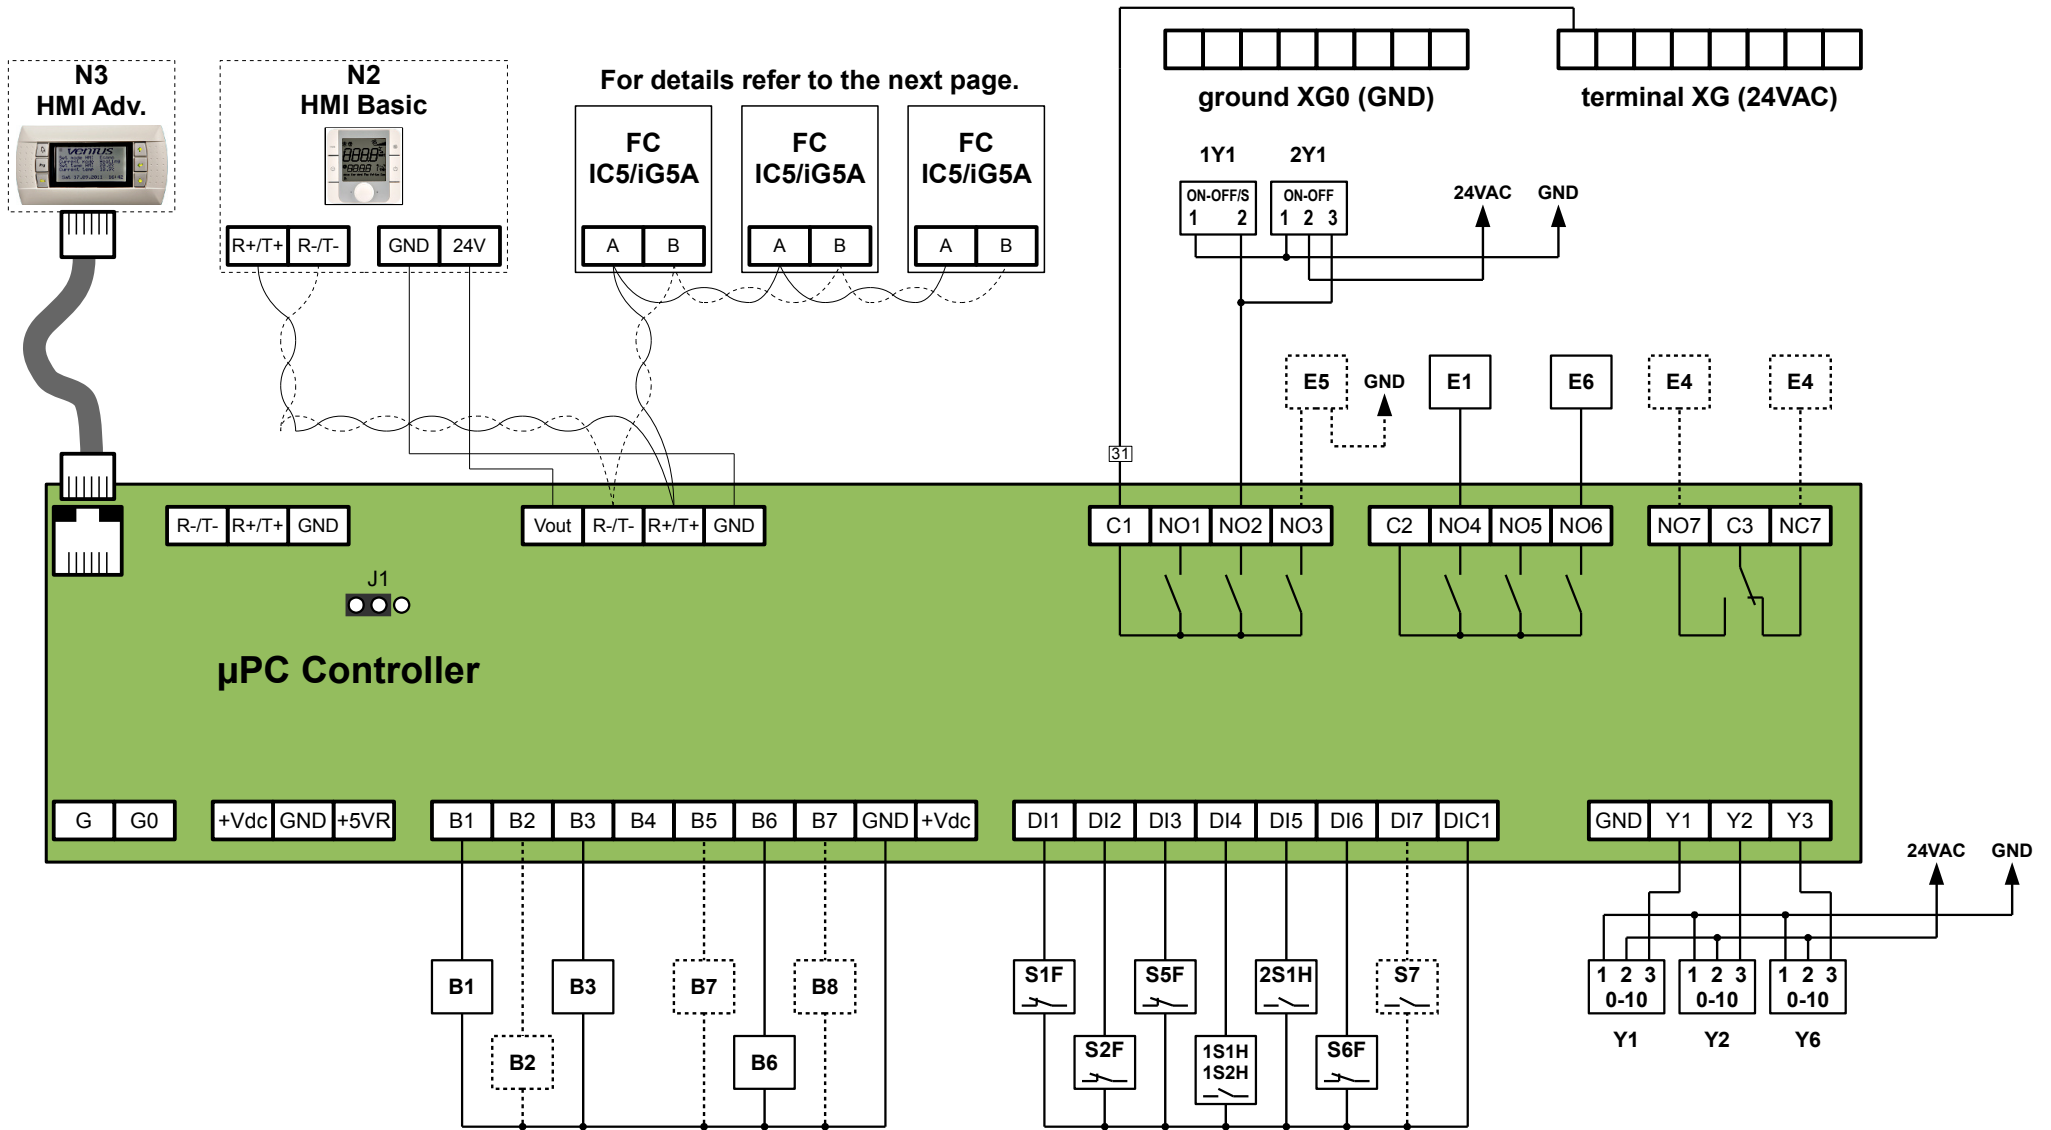 N3
HMI Adv.
N2
HMI Basic
For details refer to the next page.
FC
IC5/iG5A
FC
IC5/iG5A
FC
IC5/iG5A
ground XG0 (GND)
terminal XG (24VAC)
VENTUS
1Y1
2Y1
ON-OFF/S
1 2
ON-OFF
1 2 3
24VAC
GND
R+/T+ R-/T-
GND 24V
A B
A B
A B
E5
GND
E1
E6
E4
E4
31
R-/T- R+/T+ GND
Vout R-/T- R+/T+ GND
C1 NO1 NO2 NO3
C2 NO4 NO5 NO6
NO7 C3 NC7
J1
µPC Controller
G G0
+Vdc GND +5VR
B1 B2 B3 B4 B5 B6 B7 GND +Vdc
DI1 DI2 DI3 DI4 DI5 DI6 DI7 DIC1
GND Y1 Y2 Y3
24VAC
GND
B1
B3
B7
B8
B2
B6
S1F
S5F
2S1H
S7
S2F
1S1H
1S2H
S6F
1 2 3
0-10
1 2 3
0-10
1 2 3
0-10
Y1
Y2
Y6